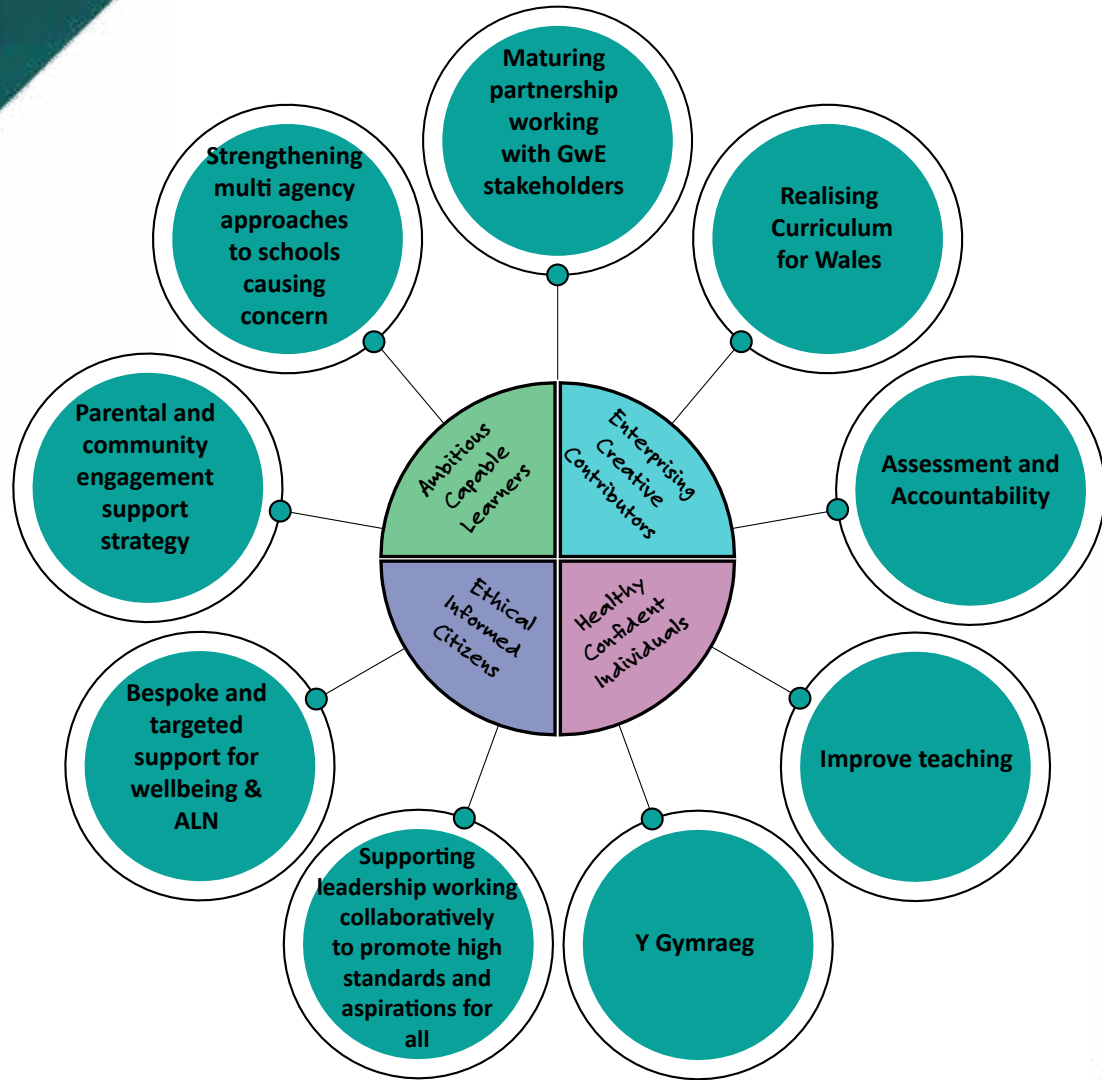 Maturing
partnership
working
with GwE
stakeholders
Realising
Curriculum
for Wales
Assessment and
Accountability
Improve teaching
Y Gymraeg
Supporting
leadership working
collaboratively
to promote high
standards and
aspirations for
all
Bespoke and
targeted
support for
wellbeing &
ALN
Parental and
community
engagement
support
strategy
Strengthening
multi agency
approaches
to schools
causing
concern
Ambitious
Capable
Learners
Enterprising
Creative
Contributors
Ethical
Informed
Citizens
Healthy
Confident
Individuals